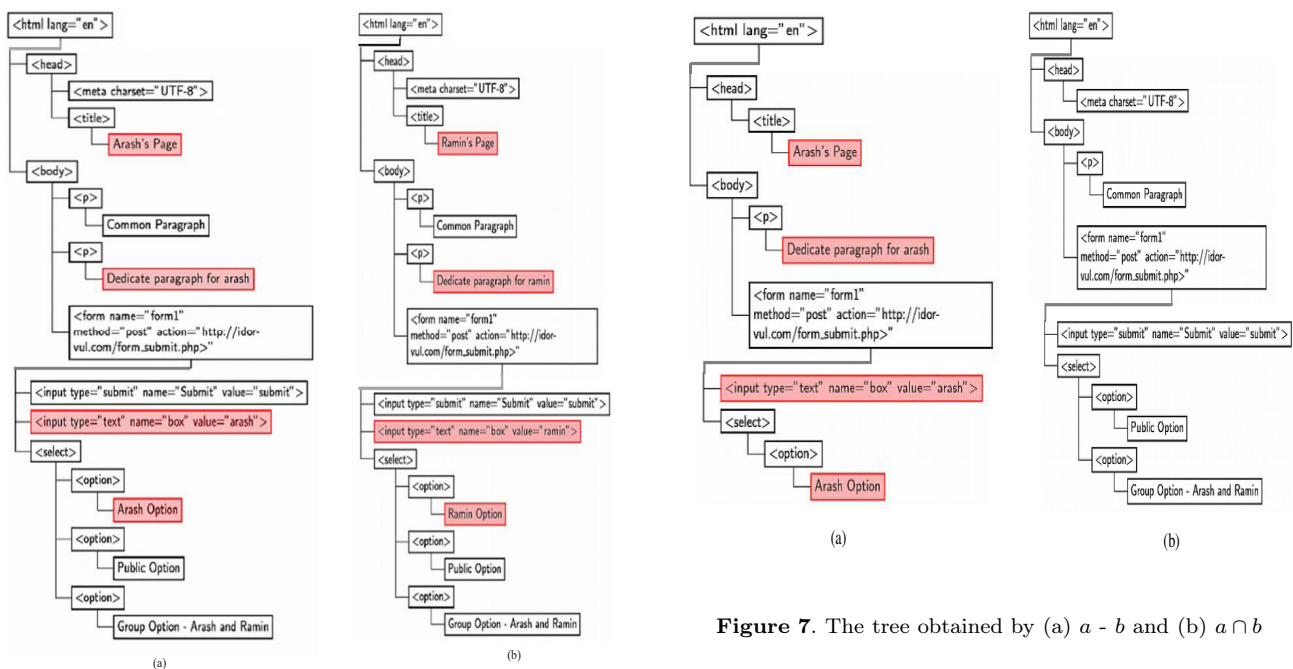 <html lang="en">
<head>
<meta charset="UTF-8">
<title>
Arash's Page
<body>
<p>
Common Paragraph
<p>
Dedicate paragraph for arash
<form name="form1"
method="post" action="http://idor-
vul.com/form_submit.php>"
<input type="submit" name="Submit" value="submit">
<input type="text" name="box" value="arash">
<select>
<option>
Arash Option
<option>
Public Option
<option>
Group Option - Arash and Ramin
(a)
<html lang="en">
<head>
<meta charset="UTF-8">
<title>
Ramin's Page
<body>
<p>
Common Paragraph
<p>
Dedicate paragraph for ramin
<form name="form1"
method="post" action="http://idor-
vul.com/form_submit.php>"
<input type="submit" name="Submit" value="submit">
<input type="text" name="box" value="ramin">
<select>
<option>
Ramin Option
<option>
Public Option
<option>
Group Option - Arash and Ramin
(b)
<html lang="en">
<head>
<title>
Arash's Page
<body>
<p>
Dedicate paragraph for arash
<form name="form1"
method="post" action="http://idor-
vul.com/form_submit.php>"
<input type="text" name="box" value="arash">
<select>
<option>
Arash Option
(a)
<html lang="en">
<head>
<meta charset="UTF-8">
<body>
<p>
Common Paragraph
<form name="form1"
method="post" action="http://idor-
vul.com/form_submit.php>"
<input type="submit" name="Submit" value="submit">
<select>
<option>
Public Option
<option>
Group Option - Arash and Ramin
(b)
Figure 7. The tree obtained by (a) a - b and (b) a ∩ b